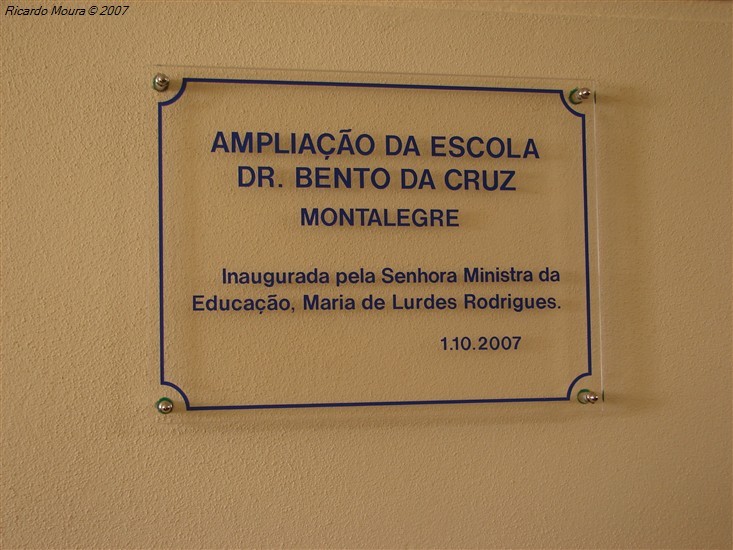 Ricardo Moura © 2007
AMPLIAÇÃO DA ESCOLA
DR. BENTO DA CRUZ
MONTALEGRE
Inaugurada pela Senhora Ministra da
Educação, Maria de Lurdes Rodrigues.
1.10.2007